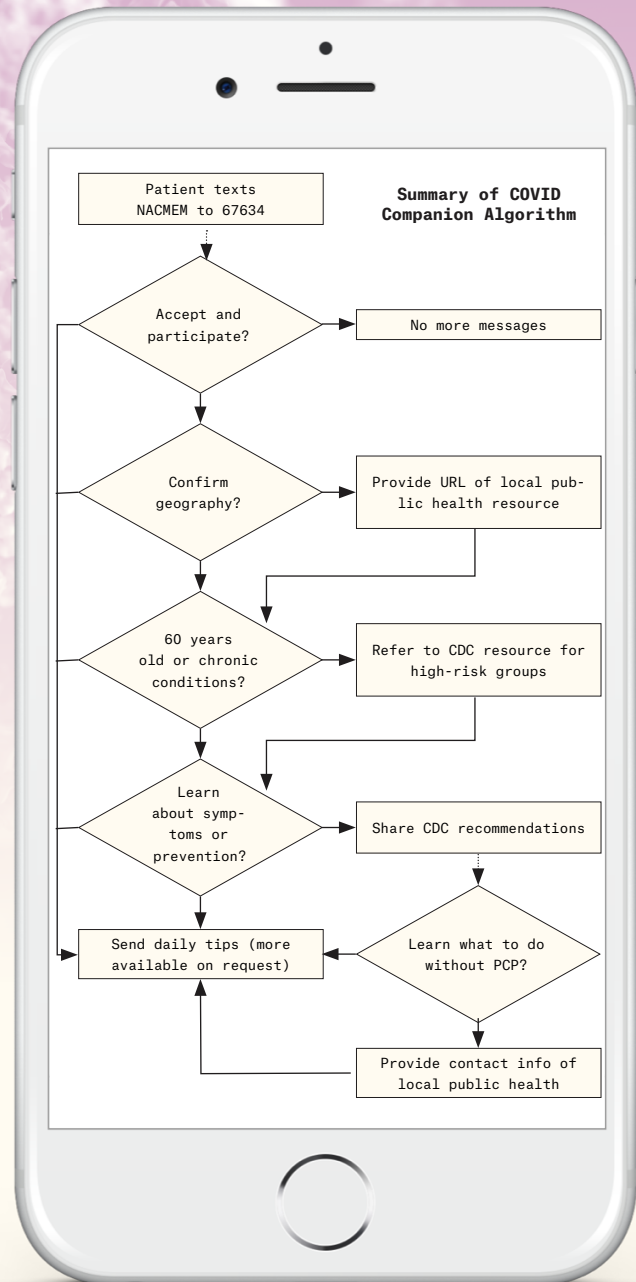 Patient texts
NACMEM to 67634
Summary of COVID
Companion Algorithm
Accept and
participate?
No more messages
Confirm
geography?
Provide URL of local pub-
lic health resource
60 years
old or chronic
conditions?
Refer to CDC resource for
high-risk groups
Learn
about symp-
toms or
prevention?
Share CDC recommendations
Send daily tips (more
available on request)
Learn what to do
without PCP?
Provide contact info of
local public health